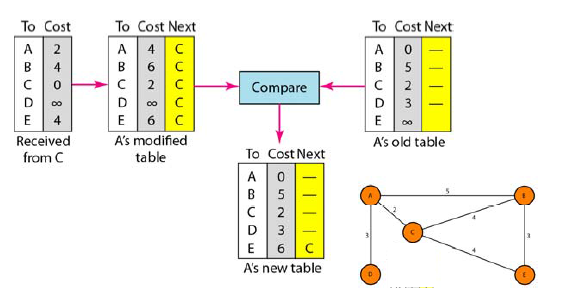 To Cost
A 2
B 4
C 0
D ∞
E 4
Received
from C
To Cost Next
A 4 C
B 6 C
C 2 C
D ∞ C
E 6 C
A's modified
table
Compare
To Cost Next
A 0 —
B 5 —
C 2 —
D 3 —
E ∞
A's old table
To Cost Next
A 0 —
B 5 —
C 2 —
D 3 —
E 6 C
A's new table
A 5
2
4
3 C 3
4
D E